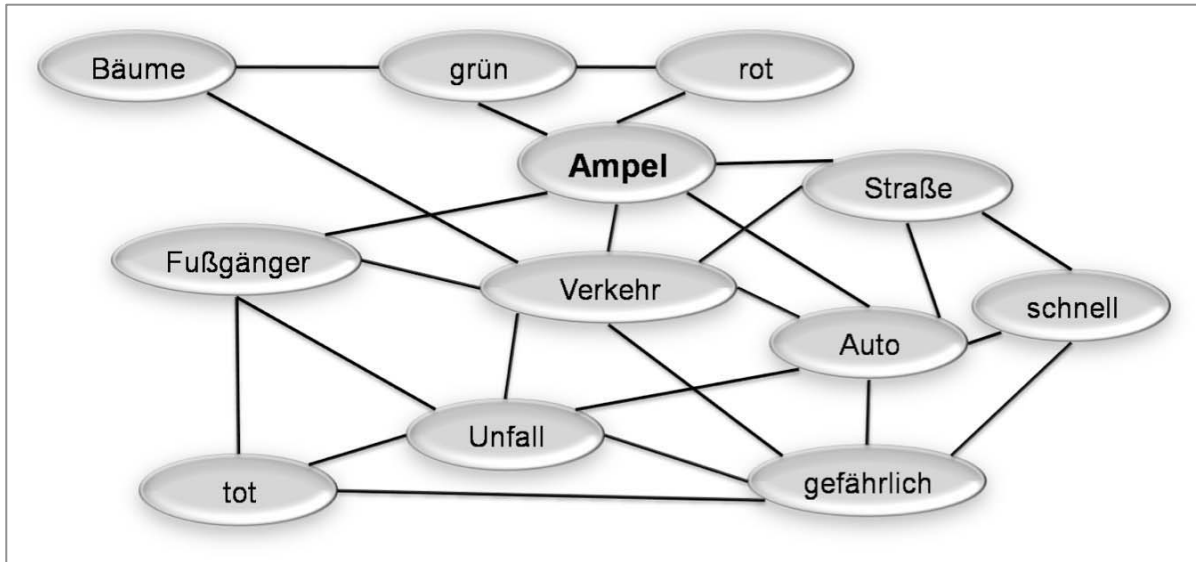 Bäume
grün
rot
Ampel
Straße
Fußgänger
Verkehr
schnell
Auto
Unfall
gefährlich
tot